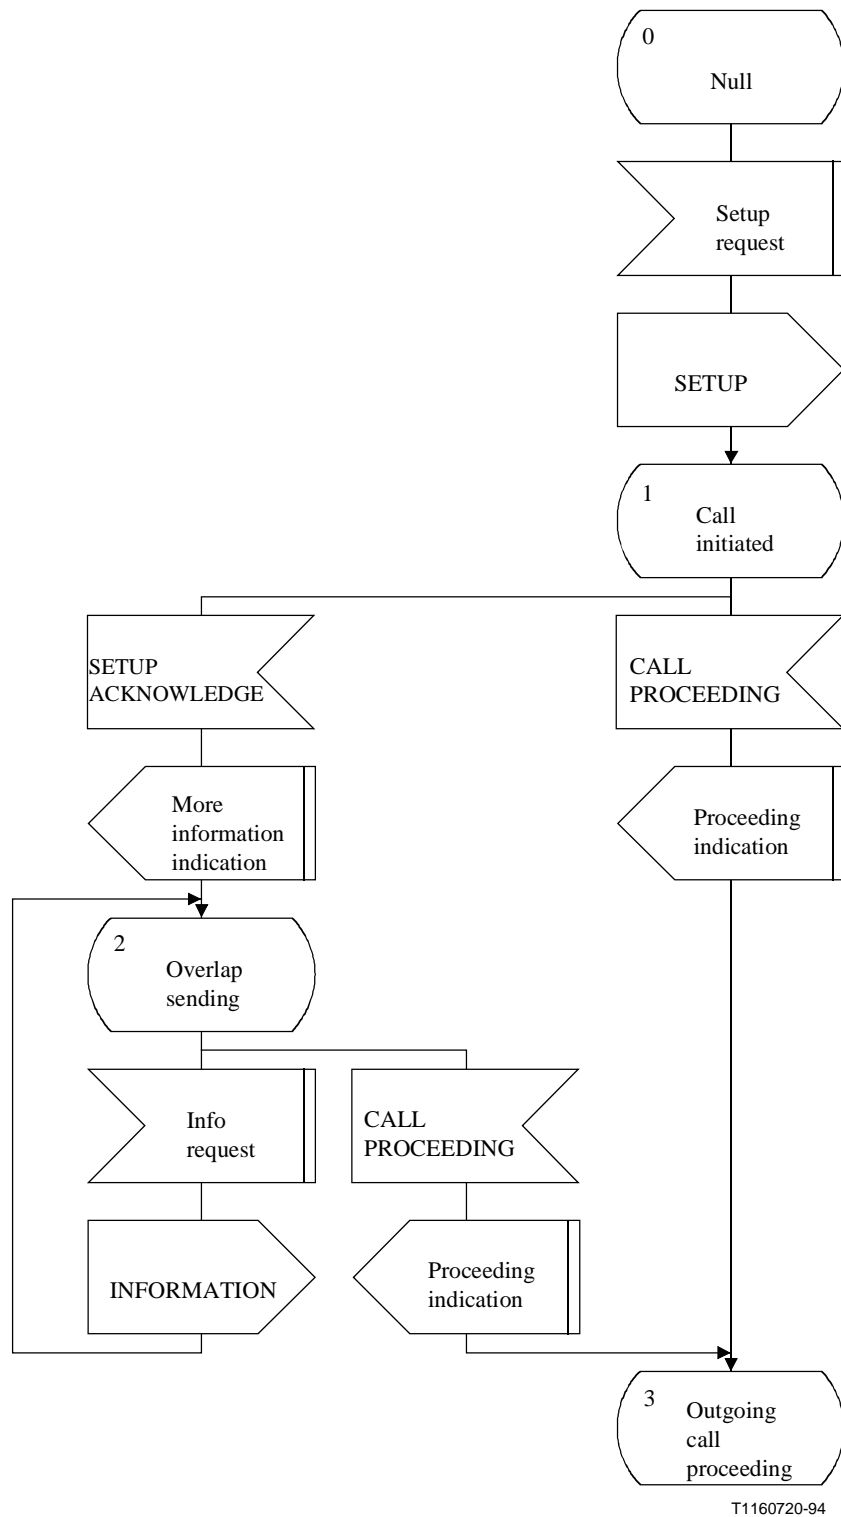 0
Null
Setup
request
SETUP
1
Call
initiated
SETUP
ACKNOWLEDGE
CALL
PROCEEDING
More
information
indication
Proceeding
indication
2
Overlap
sending
Info
request
CALL
PROCEEDING
INFORMATION
Proceeding
indication
3
Outgoing
call
proceeding
T1160720-94